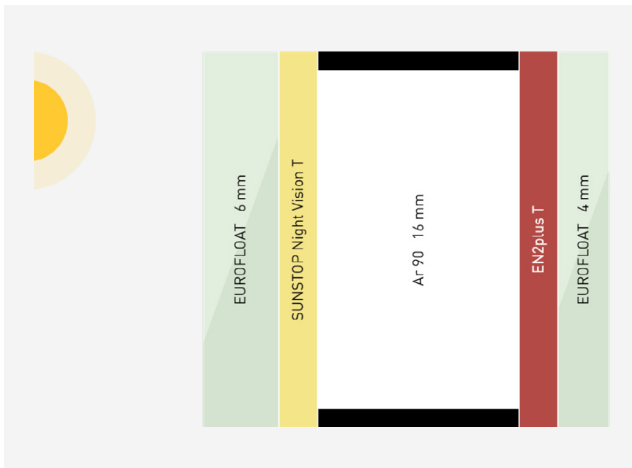 EUROFLOAT 6 mm
SUNSTOP Night Vision T
Ar 90 16 mm
EN2plus T
EUROFLOAT 4 mm